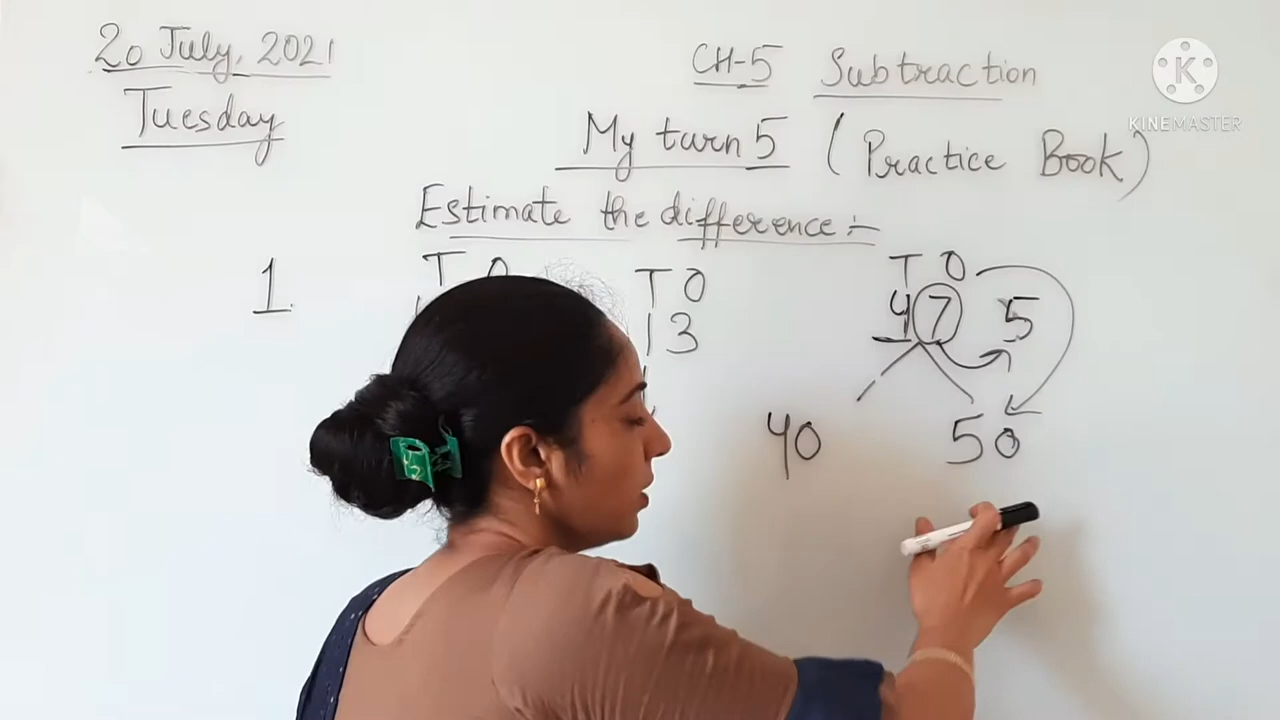 20 July, 2021
Tuesday
CH-5 Subtraction
My turn 5 (Practice Book)
Estimate the difference :-
1. T O T O T O
13 47 5
40 50
KINEMASTER